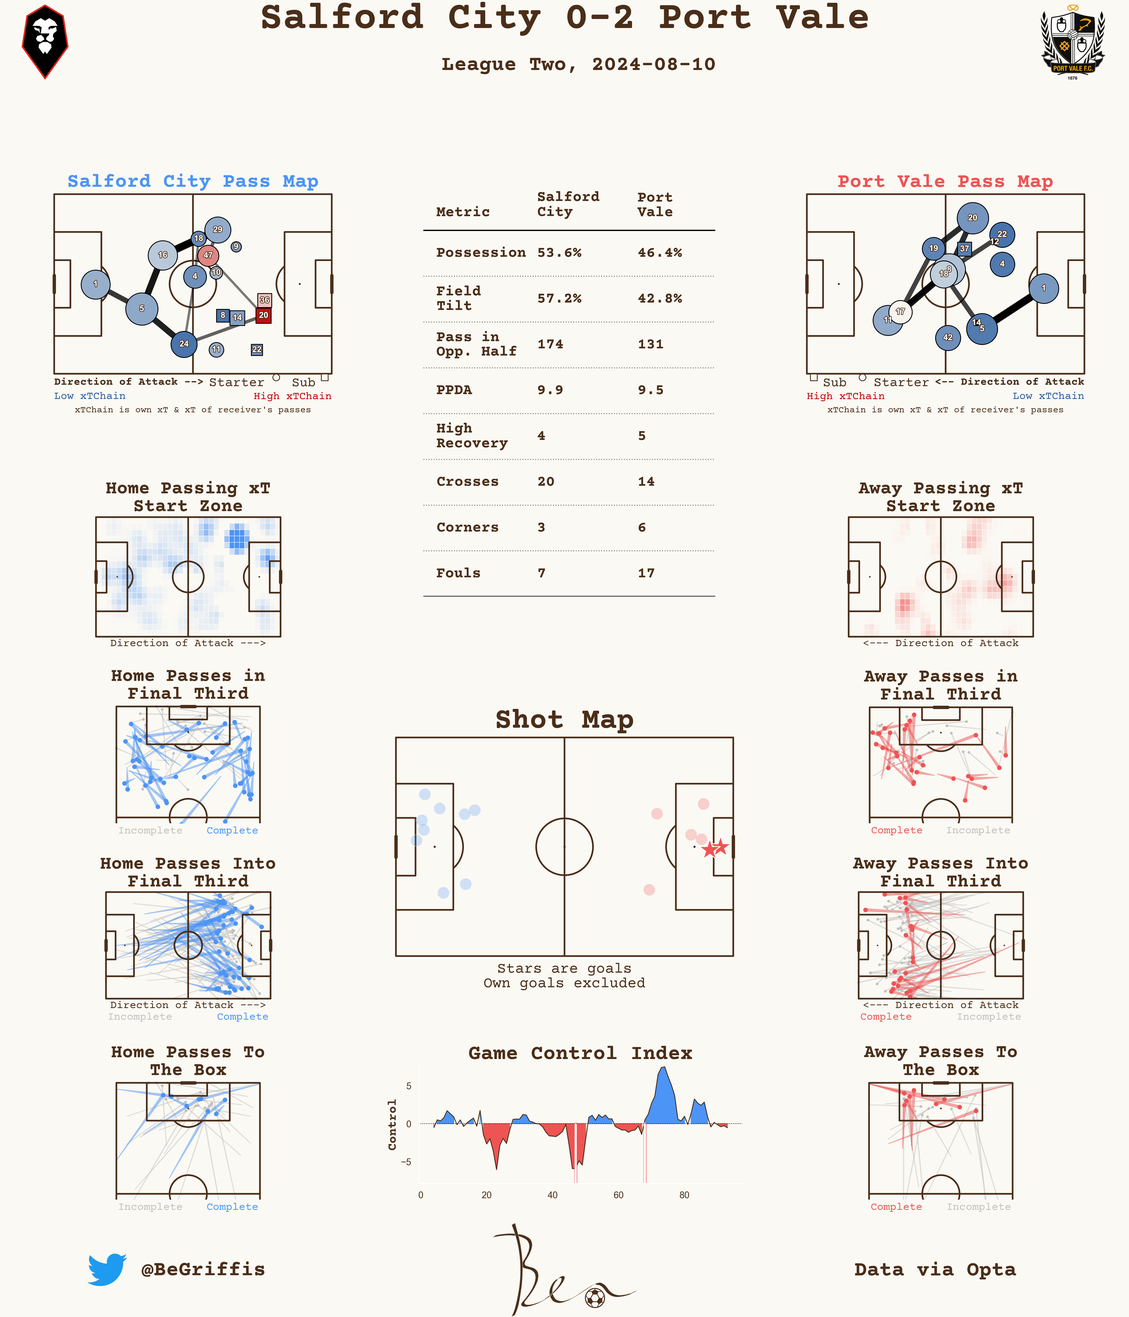 Salford City 0-2 Port Vale
League Two, 2024-08-10
PORT VALE F.C.
1876
Salford City Pass Map
1
5
16
24
18
29
9
47
10
4
36
8
14
20
11
22
Direction of Attack --> Starter Sub
Low xTChain High xTChain
xTChain is own xT & xT of receiver's passes
Metric Salford City Port Vale
Possession 53.6% 46.4%
Field Tilt 57.2% 42.8%
Pass in Opp. Half 174 131
PPDA 9.9 9.5
High Recovery 4 5
Crosses 20 14
Corners 3 6
Fouls 7 17
Port Vale Pass Map
20
22
12
19
37
4
18
1
17
11
14
5
42
Sub Starter <-- Direction of Attack
High xTChain Low xTChain
xTChain is own xT & xT of receiver's passes
Home Passing xT
Start Zone
Direction of Attack --->
Away Passing xT
Start Zone
<--- Direction of Attack
Home Passes in
Final Third
Incomplete Complete
Away Passes in
Final Third
Complete Incomplete
Shot Map
Stars are goals
Own goals excluded
Home Passes Into
Final Third
Direction of Attack --->
Incomplete Complete
Away Passes Into
Final Third
<--- Direction of Attack
Complete Incomplete
Home Passes To
The Box
Incomplete Complete
Game Control Index
Control
5
0
−5
0 20 40 60 80
Away Passes To
The Box
Complete Incomplete
@BeGriffis
Bea
Data via Opta